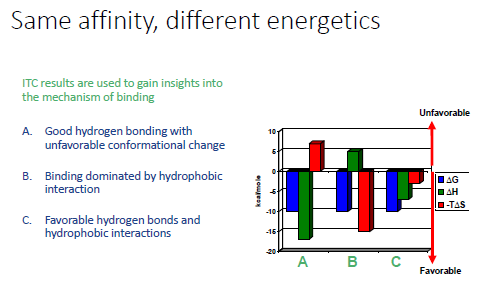 Same affinity, different energetics
ITC results are used to gain insights into
the mechanism of binding
A. Good hydrogen bonding with
unfavorable conformational change
B. Binding dominated by hydrophobic
interaction
C. Favorable hydrogen bonds and
hydrophobic interactions
Unfavorable
kcal/mole
10
5
0
-5
-10
-15
-20
A B C
ΔG
ΔH
-TΔS
Favorable